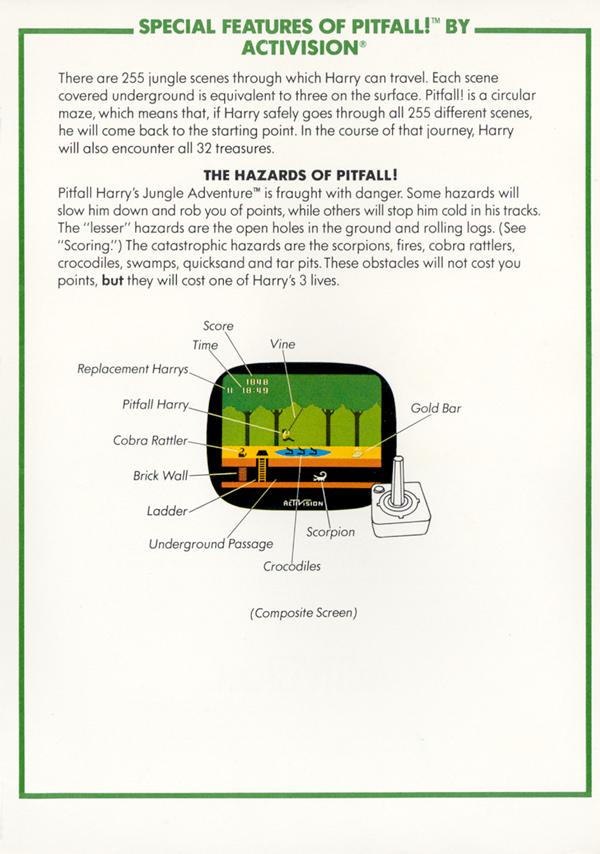 SPECIAL FEATURES OF PITFALL!™ BY
ACTIVISION®
There are 255 jungle scenes through which Harry can travel. Each scene
covered underground is equivalent to three on the surface. Pitfall! is a circular
maze, which means that, if Harry safely goes through all 255 different scenes,
he will come back to the starting point. In the course of that journey, Harry
will also encounter all 32 treasures.
THE HAZARDS OF PITFALL!
Pitfall Harry's Jungle Adventure™ is fraught with danger. Some hazards will
slow him down and rob you of points, while others will stop him cold in his tracks.
The "lesser" hazards are the open holes in the ground and rolling logs. (See
"Scoring.") The catastrophic hazards are the scorpions, fires, cobra rattlers,
crocodiles, swamps, quicksand and tar pits. These obstacles will not cost you
points, but they will cost one of Harry's 3 lives.
Score
Time
Vine
Replacement Harrys
1848
II 18:49
Pitfall Harry
Gold Bar
Cobra Rattler
Brick Wall
Ladder
ACTIVISION
Scorpion
Underground Passage
Crocodiles
(Composite Screen)